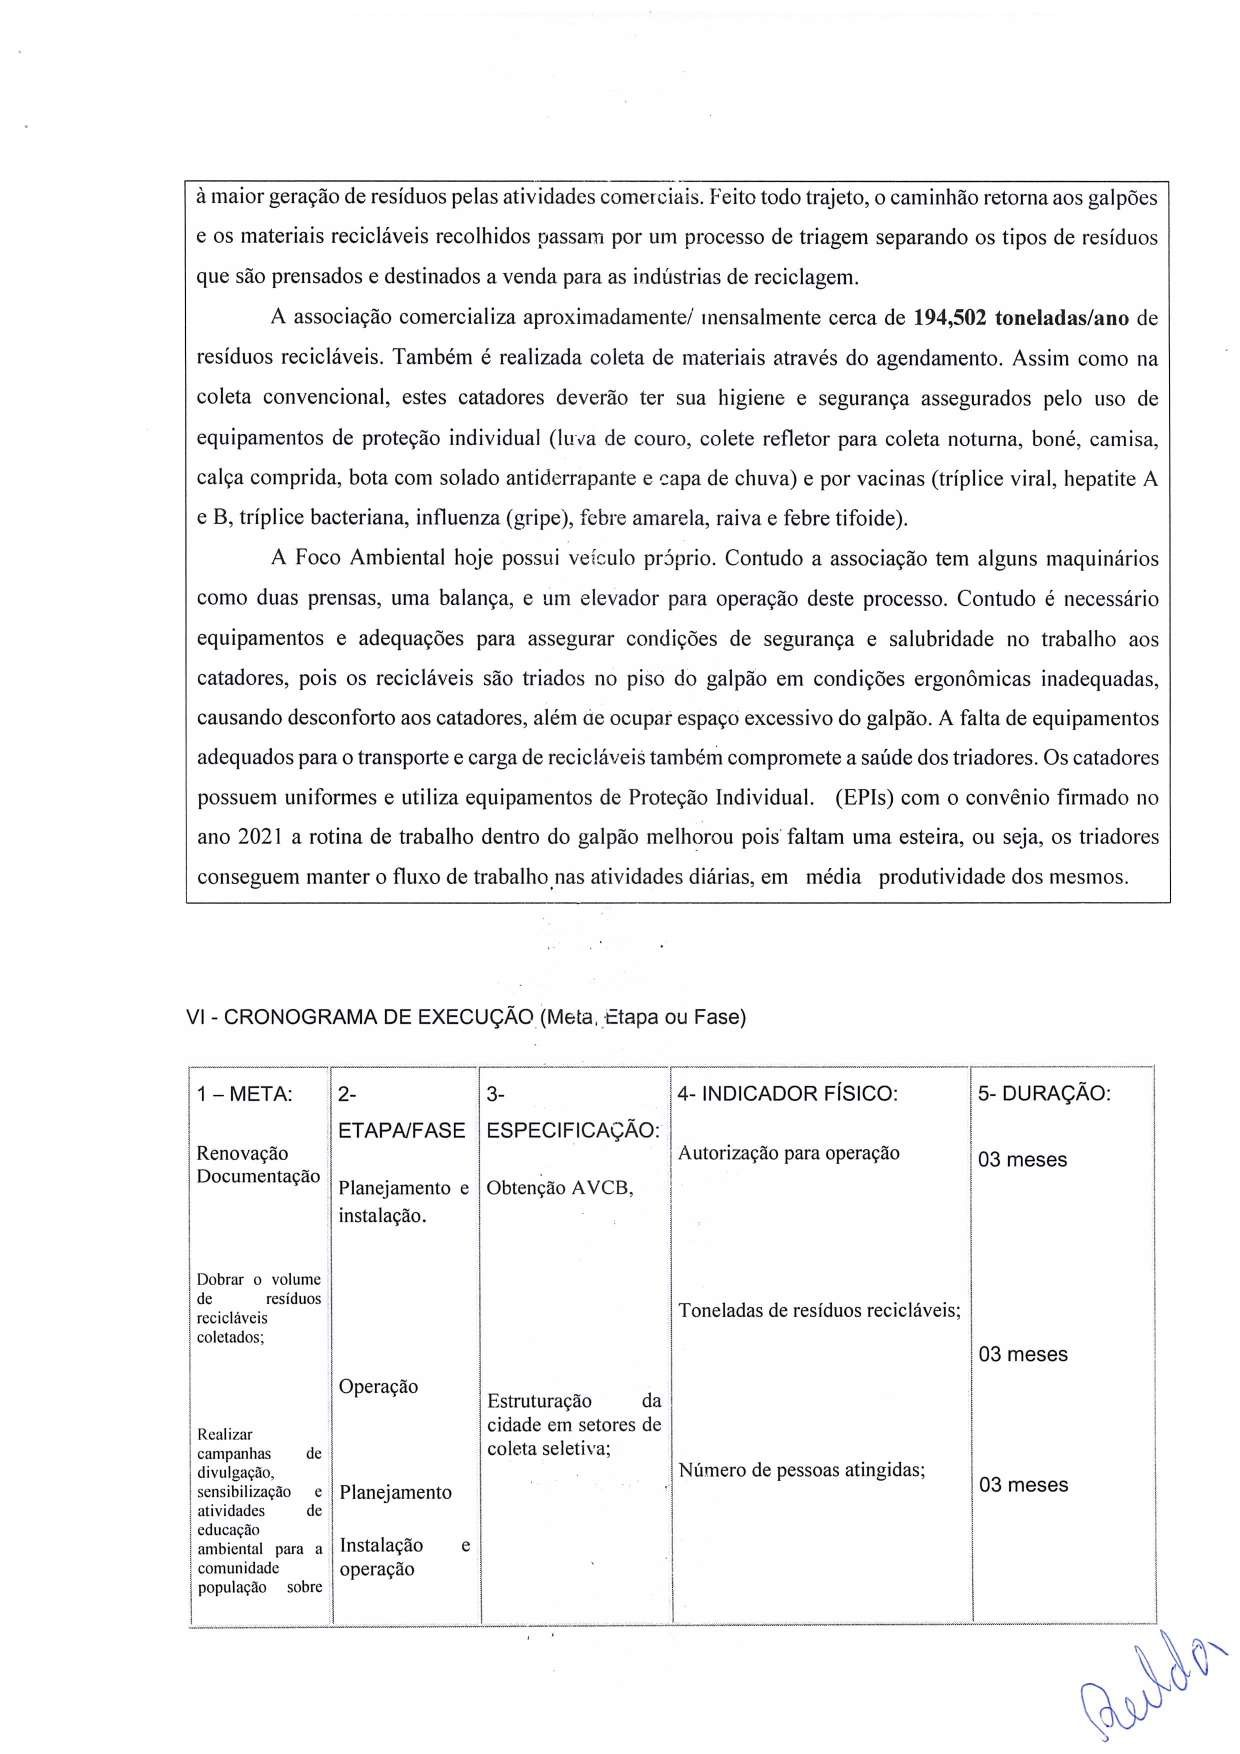 à maior geração de resíduos pelas atividades comerciais. Feito todo trajeto, o caminhão retorna aos galpões
e os materiais recicláveis recolhidos passam por um processo de triagem separando os tipos de resíduos
que são prensados e destinados a venda para as indústrias de reciclagem.
A associação comercializa aproximadamente/ mensalmente cerca de 194,502 toneladas/ano de
resíduos recicláveis. Também é realizada coleta de materiais através do agendamento. Assim como na
coleta convencional, estes catadores deverão ter sua higiene e segurança assegurados pelo uso de
equipamentos de proteção individual (luva de couro, colete refletor para coleta noturna, boné, camisa,
calça comprida, bota com solado antiderrapante e capa de chuva) e por vacinas (tríplice viral, hepatite A
e B, tríplice bacteriana, influenza (gripe), febre amarela, raiva e febre tifoide).
A Foco Ambiental hoje possui veículo próprio. Contudo a associação tem alguns maquinários
como duas prensas, uma balança, e um elevador para operação deste processo. Contudo é necessário
equipamentos e adequações para assegurar condições de segurança e salubridade no trabalho aos
catadores, pois os recicláveis são triados no piso do galpão em condições ergonômicas inadequadas,
causando desconforto aos catadores, além de ocupar espaço excessivo do galpão. A falta de equipamentos
adequados para o transporte e carga de recicláveis também compromete a saúde dos triadores. Os catadores
possuem uniformes e utiliza equipamentos de Proteção Individual. (EPIs) com o convênio firmado no
ano 2021 a rotina de trabalho dentro do galpão melhorou pois faltam uma esteira, ou seja, os triadores
conseguem manter o fluxo de trabalho nas atividades diárias, em média produtividade dos mesmos.
VI - CRONOGRAMA DE EXECUÇÃO (Meta, Etapa ou Fase)
1 – META:
Renovação
Documentação
Dobrar o volume
de resíduos
recicláveis
coletados;
Realizar
campanhas de
divulgação,
sensibilização e
atividades de
educação
ambiental para a
comunidade
população sobre
2-
ETAPA/FASE
Planejamento e
instalação.
Operação
Planejamento
Instalação e
operação
3-
ESPECIFICAÇÃO:
Obtenção AVCB,
Estruturação da
cidade em setores de
coleta seletiva;
4- INDICADOR FÍSICO:
Autorização para operação
Toneladas de resíduos recicláveis;
Número de pessoas atingidas;
5- DURAÇÃO:
03 meses
03 meses
03 meses